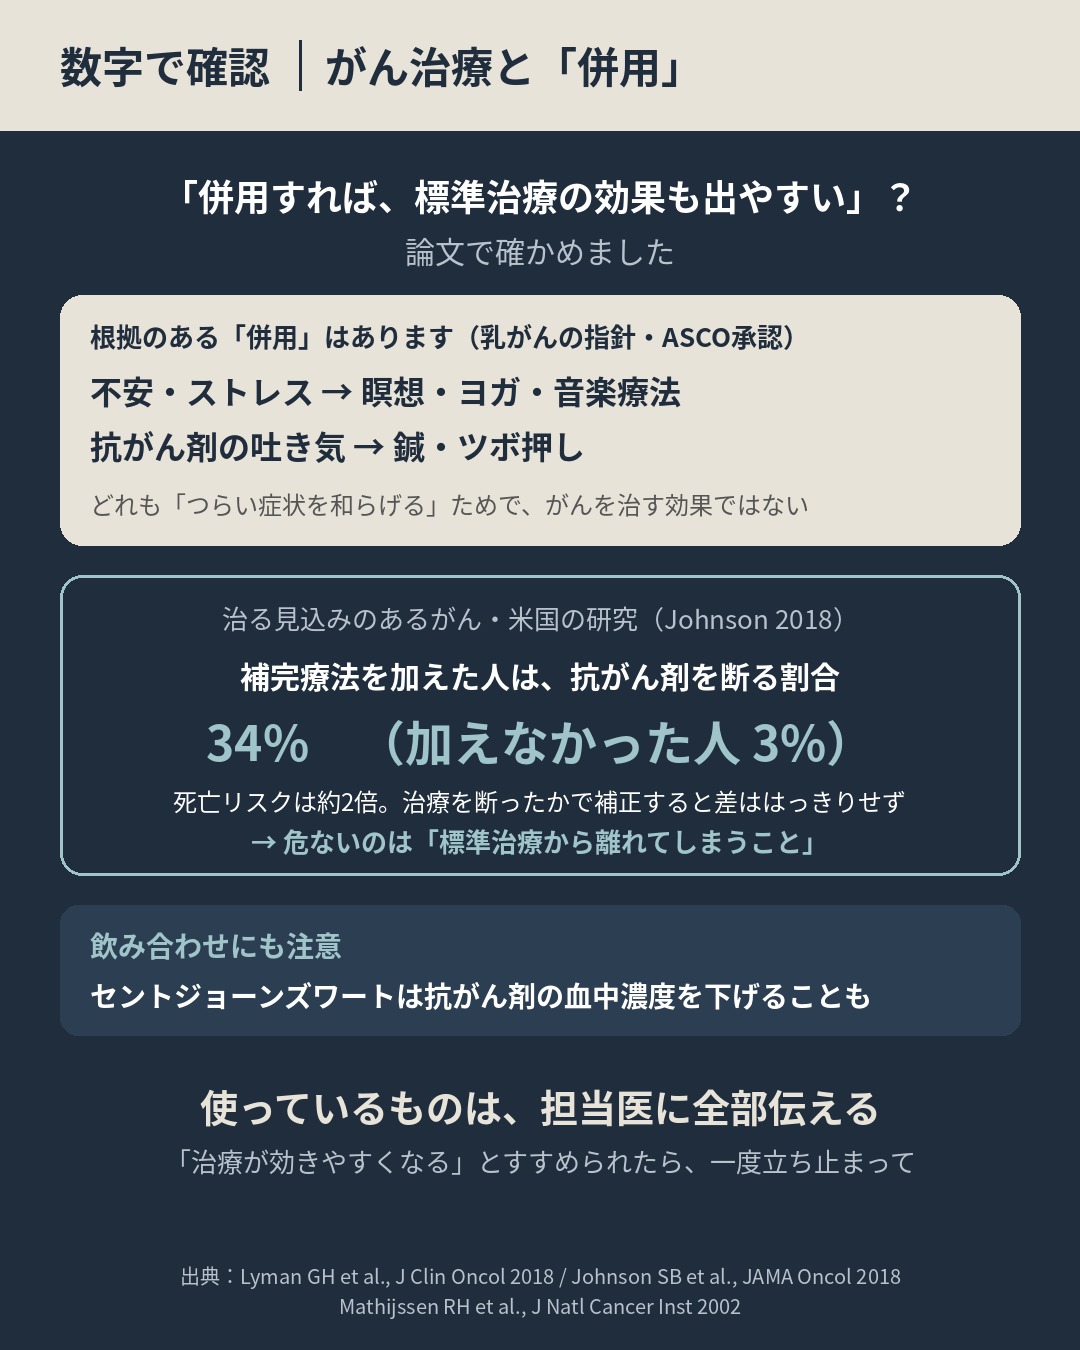 数字で確認｜がん治療と「併用」
「併用すれば、標準治療の効果も出やすい」？
論文で確かめました
根拠のある「併用」はあります（乳がんの指針・ASCO承認）
不安・ストレス → 瞑想・ヨガ・音楽療法
抗がん剤の吐き気 → 鍼・ツボ押し
どれも「つらい症状を和らげる」ためで、がんを治す効果ではない
治る見込みのあるがん・米国の研究（Johnson 2018）
補完療法を加えた人は、抗がん剤を断る割合
34%　（加えなかった人 3%）
死亡リスクは約2倍。治療を断ったかで補正すると差ははっきりせず
→ 危ないのは「標準治療から離れてしまうこと」
飲み合わせにも注意
セントジョーンズワートは抗がん剤の血中濃度を下げることも
使っているものは、担当医に全部伝える
「治療が効きやすくなる」とすすめられたら、一度立ち止まって
出典：Lyman GH et al., J Clin Oncol 2018 / Johnson SB et al., JAMA Oncol 2018
Mathijssen RH et al., J Natl Cancer Inst 2002